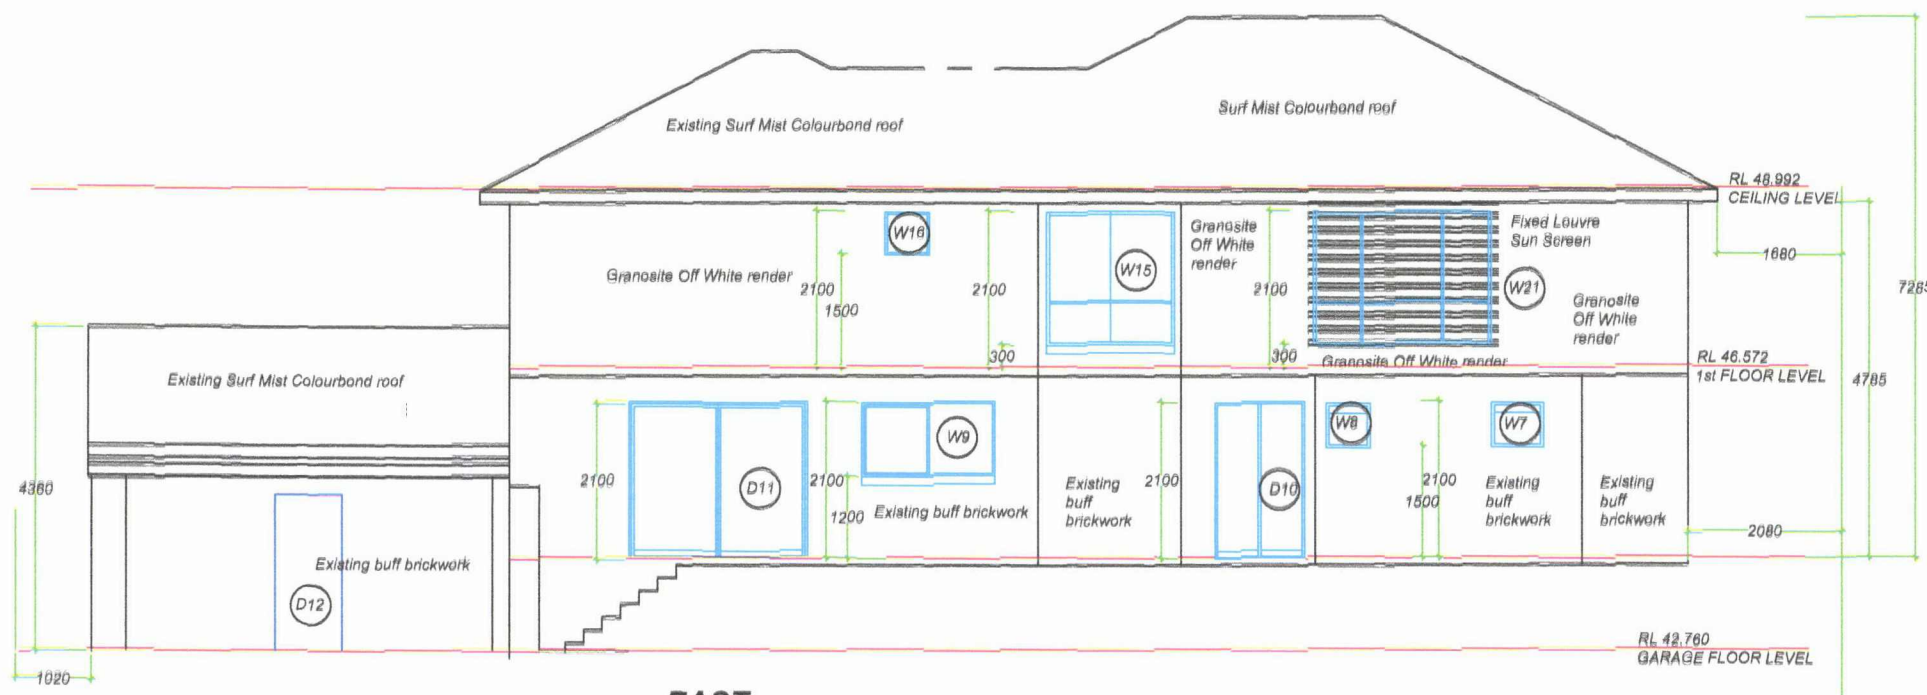 Existing Surf Mist Colourbond roof
Surf Mist Colourbond roof
RL 48.992
CEILING LEVEL
W16
Granosite
Off White
render
Fixed Louvre
Sun Screen
1680
Granosite Off White render
2100
1500
2100
W15
2100
W21
7285
Granosite
Off White
render
300
300
Granosite Off White render
RL 46.572
1st FLOOR LEVEL
4785
Existing Surf Mist Colourbond roof
W9
W8
W7
4360
2100
D11
2100
1200
Existing buff brickwork
Existing
buff
brickwork
2100
D10
1500
2100
Existing
buff
brickwork
Existing
buff
brickwork
2080
Existing buff brickwork
D12
RL 42.760
GARAGE FLOOR LEVEL
1020